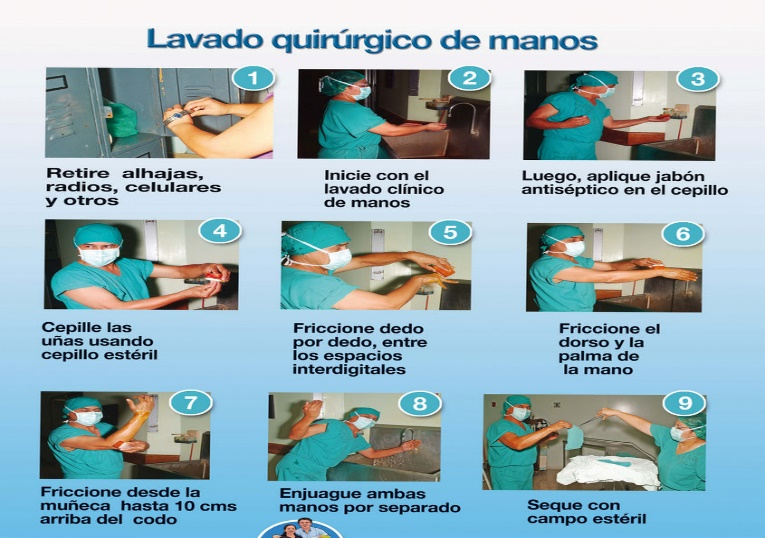 Lavado quirúrgico de manos
1
Retire alhajas,
radios, celulares
y otros
2
Inicie con el
lavado clínico
de manos
3
Luego, aplique jabón
antiséptico en el cepillo
4
Cepille las
uñas usando
cepillo estéril
5
Friccione dedo
por dedo, entre
los espacios
interdigitales
6
Friccione el
dorso y la
palma de
la mano
7
Friccione desde la
muñeca hasta 10 cms
arriba del codo
8
Enjuague ambas
manos por separado
9
Seque con
campo estéril